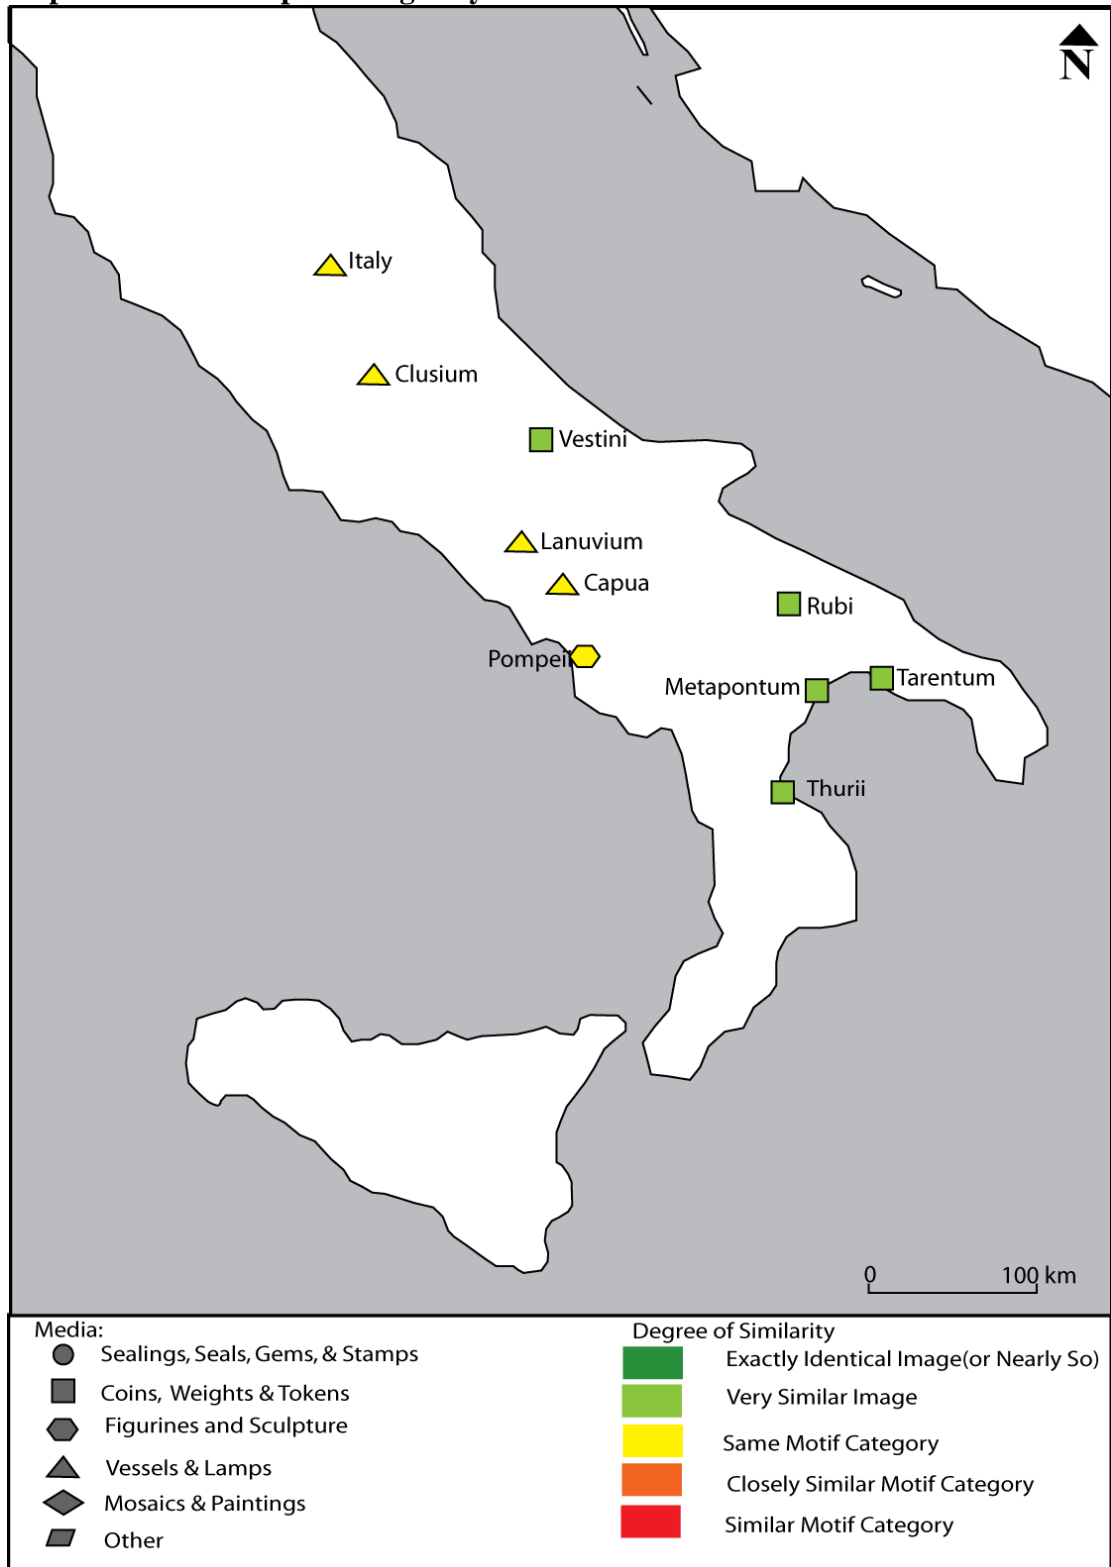 N
Italy
Clusium
Vestini
Lanuvium
Capua
Rubi
Pompeii
Metapontum
Tarentum
Thurii
0 100 km
Media:
Sealings, Seals, Gems, & Stamps
Coins, Weights & Tokens
Figurines and Sculpture
Vessels & Lamps
Mosaics & Paintings
Other
Degree of Similarity
Exactly Identical Image(or Nearly So)
Very Similar Image
Same Motif Category
Closely Similar Motif Category
Similar Motif Category